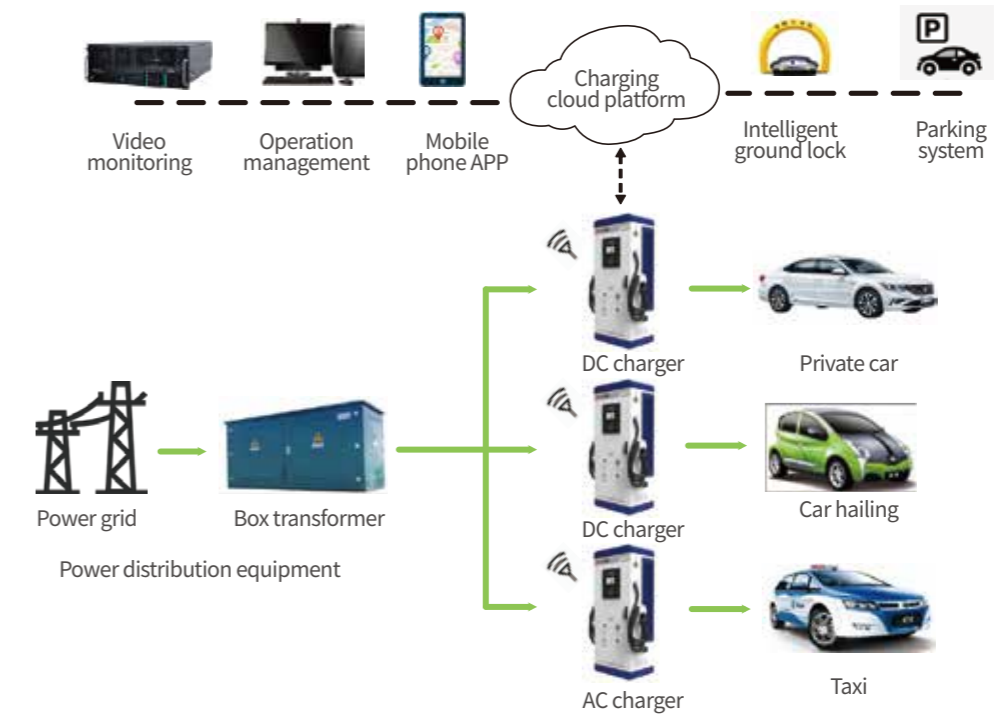 P
Charging
cloud platform
Video
monitoring
Operation
management
Mobile
phone APP
Intelligent
ground lock
Parking
system
DC charger
Private car
Power grid
Box transformer
DC charger
Car hailing
Power distribution equipment
AC charger
Taxi